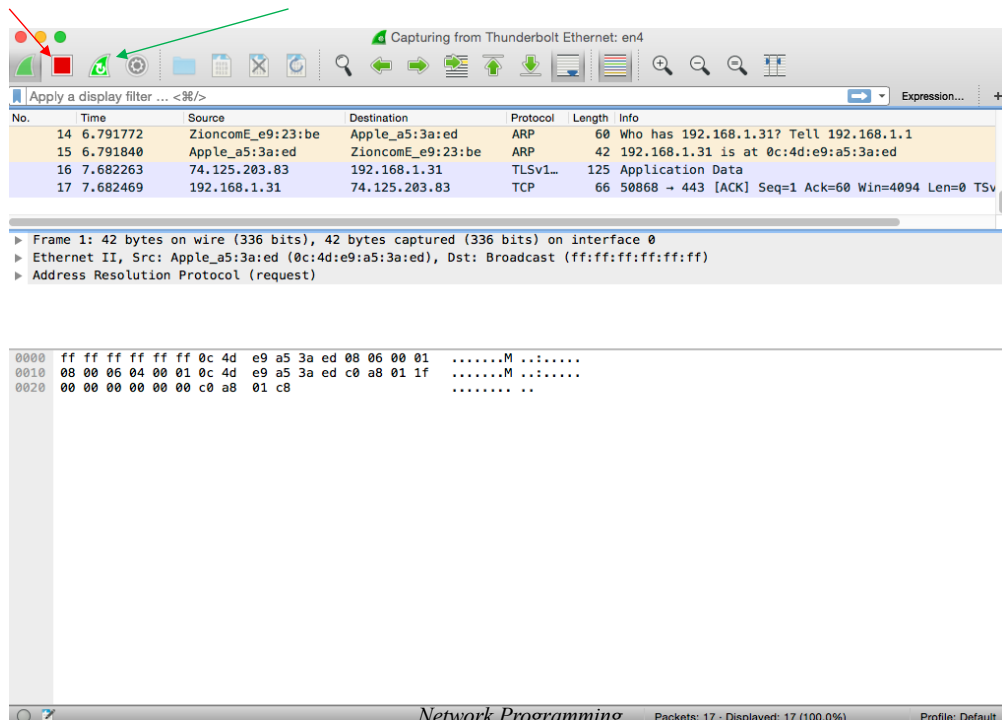 Capturing from Thunderbolt Ethernet: en4
Apply a display filter ... <⌘/>
Expression... +
No. Time Source Destination Protocol Length Info
14 6.791772 ZioncomE_e9:23:be Apple_a5:3a:ed ARP 60 Who has 192.168.1.31? Tell 192.168.1.1
15 6.791840 Apple_a5:3a:ed ZioncomE_e9:23:be ARP 42 192.168.1.31 is at 0c:4d:e9:a5:3a:ed
16 7.682263 74.125.203.83 192.168.1.31 TLSv1… 125 Application Data
17 7.682469 192.168.1.31 74.125.203.83 TCP 66 50868 → 443 [ACK] Seq=1 Ack=60 Win=4094 Len=0 TSv
Frame 1: 42 bytes on wire (336 bits), 42 bytes captured (336 bits) on interface 0
Ethernet II, Src: Apple_a5:3a:ed (0c:4d:e9:a5:3a:ed), Dst: Broadcast (ff:ff:ff:ff:ff:ff)
Address Resolution Protocol (request)
0000 ff ff ff ff ff ff 0c 4d e9 a5 3a ed 08 06 00 01 .......M ..:.....
0010 08 00 06 04 00 01 0c 4d e9 a5 3a ed c0 a8 01 1f .......M ..:.....
0020 00 00 00 00 00 00 c0 a8 01 c8 ........ ..
Network Programming Packets: 17 · Displayed: 17 (100.0%) Profile: Default